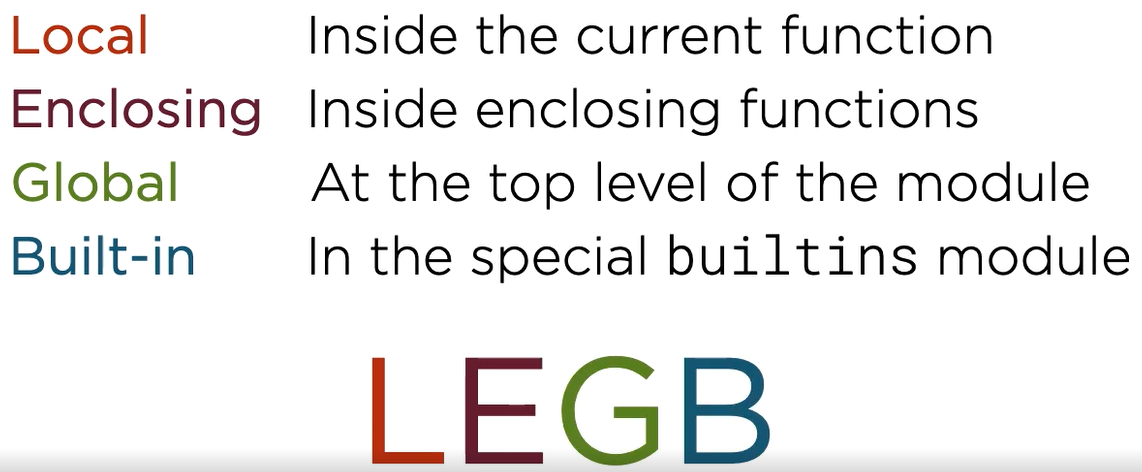 Local Inside the current function
Enclosing Inside enclosing functions
Global At the top level of the module
Built-in In the special builtins module
LEGB